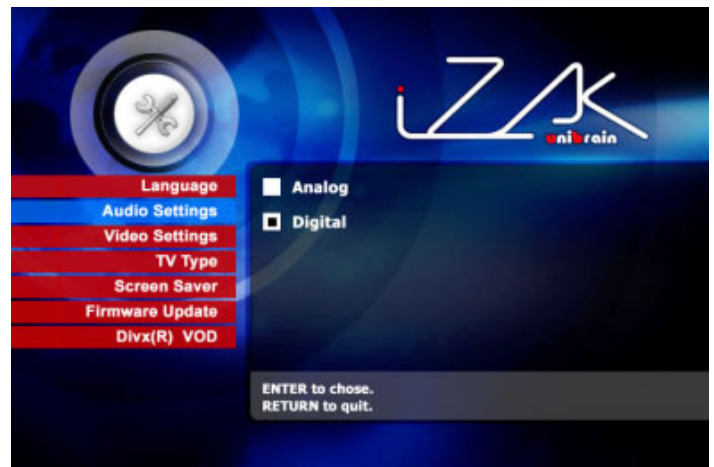 iZAK
unibrain
Language
Audio Settings
Video Settings
TV Type
Screen Saver
Firmware Update
Divx(R) VOD
Analog
Digital
ENTER to chose.
RETURN to quit.